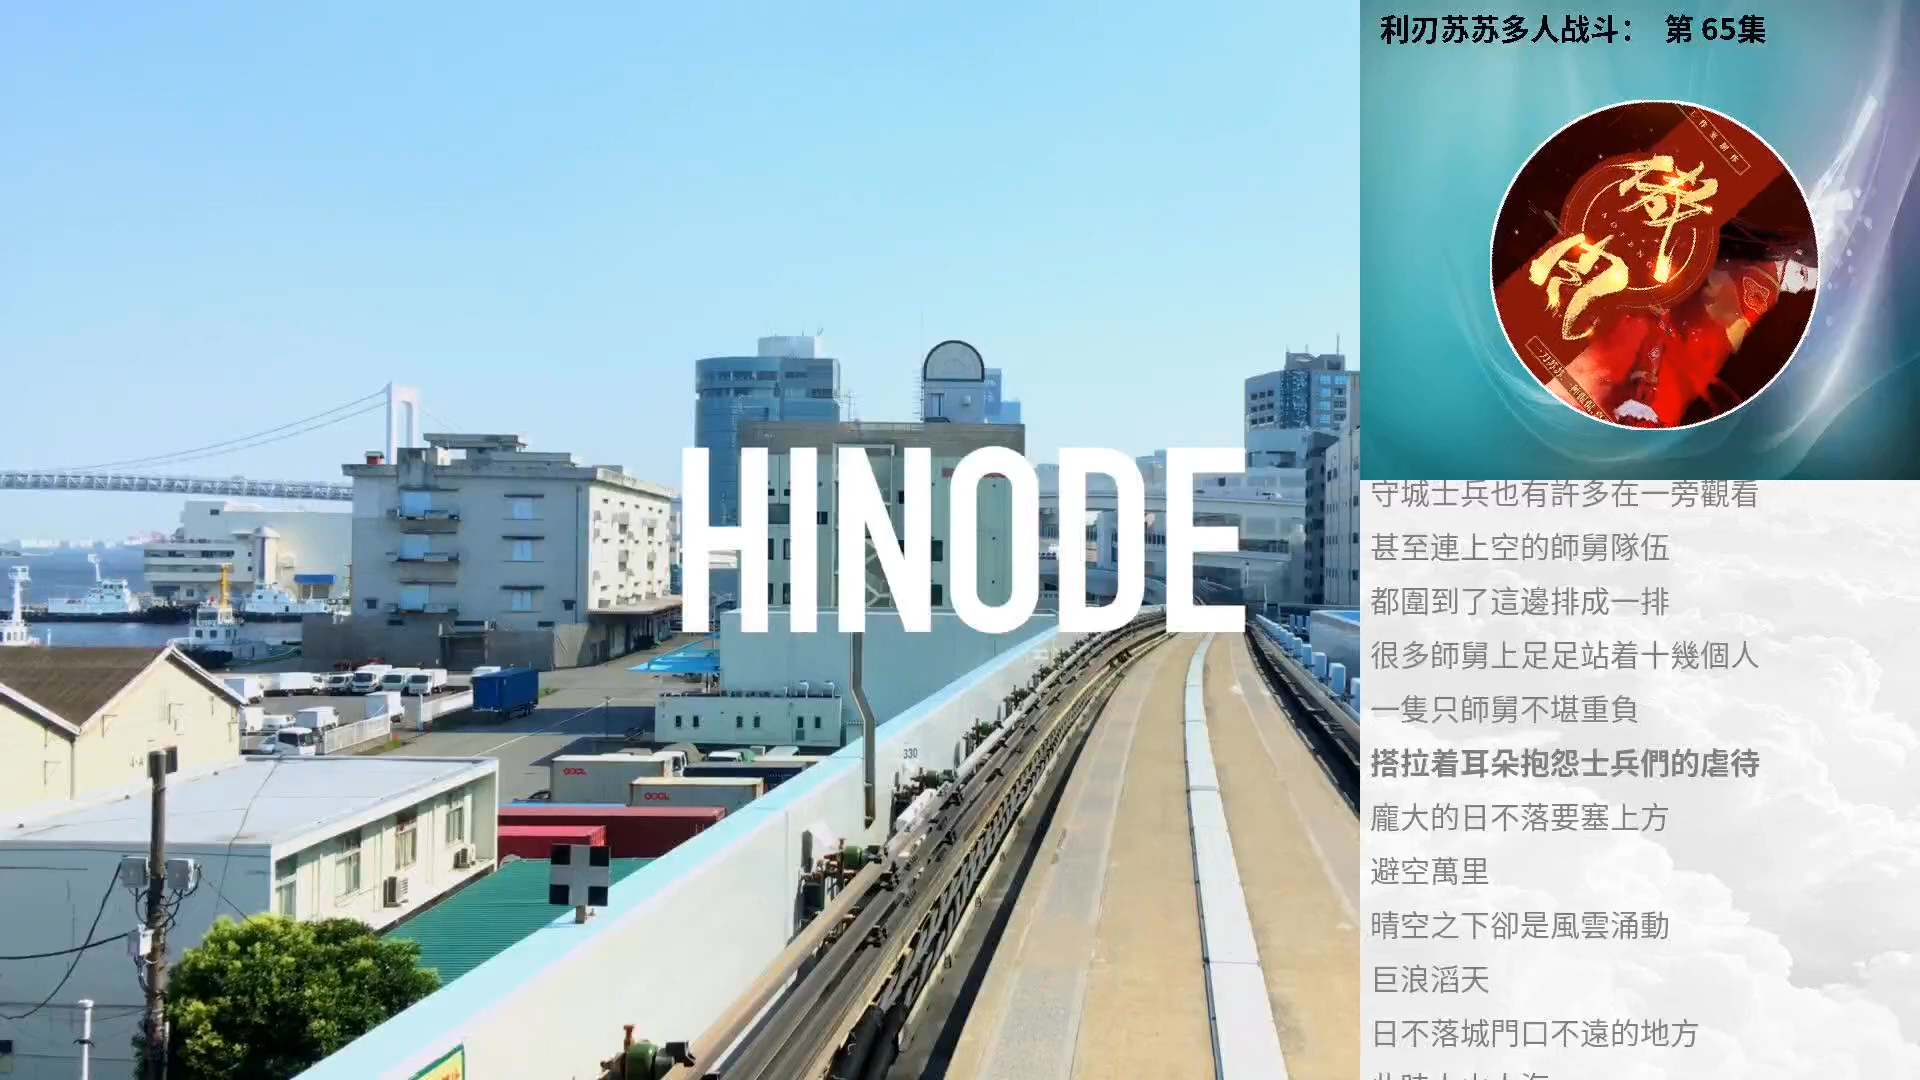 HINODE
330
OOCL
OOCL
利刃苏苏多人战斗： 第 65集
守城士兵也有許多在一旁觀看
甚至連上空的師舅隊伍
都圍到了這邊排成一排
很多師舅上足足站着十幾個人
一隻只師舅不堪重負
搭拉着耳朵抱怨士兵們的虐待
龐大的日不落要塞上方
避空萬里
晴空之下卻是風雲涌動
巨浪滔天
日不落城門口不遠的地方